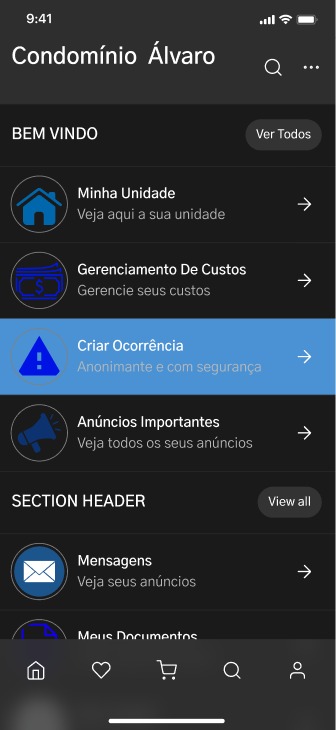 9:41
Condomínio Álvaro
BEM VINDO
Ver Todos
Minha Unidade
Veja aqui a sua unidade
Gerenciamento De Custos
Gerencie seus custos
Criar Ocorrência
Anonimante e com segurança
Anúncios Importantes
Veja todos os seus anúncios
SECTION HEADER
View all
Mensagens
Veja seus anúncios
Meus Documentos